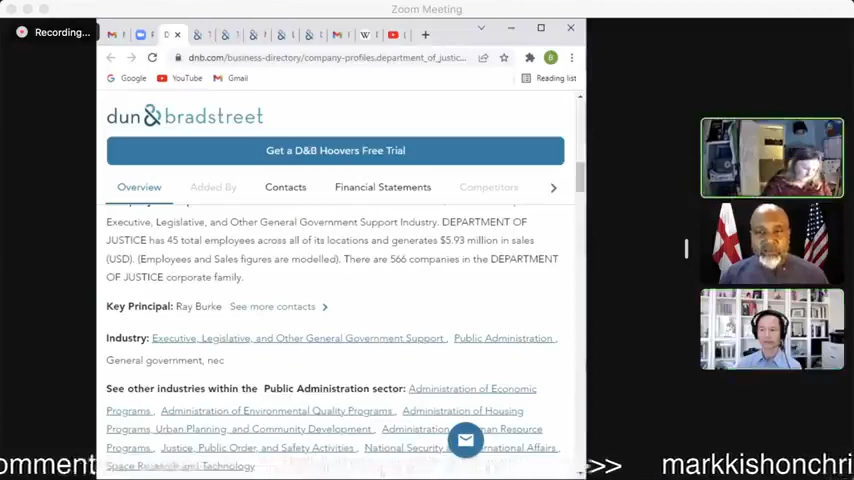 Zoom Meeting
Recording...
dnb.com/business-directory/company-profiles.department_of_justic...
Google YouTube Gmail Reading list
dun & bradstreet
Get a D&B Hoovers Free Trial
Overview Added By Contacts Financial Statements Competitors
Executive, Legislative, and Other General Government Support Industry. DEPARTMENT OF
JUSTICE has 45 total employees across all of its locations and generates $5.93 million in sales
(USD). (Employees and Sales figures are modelled). There are 566 companies in the DEPARTMENT
OF JUSTICE corporate family.
Key Principal: Ray Burke See more contacts
Industry: Executive, Legislative, and Other General Government Support , Public Administration ,
General government, nec
See other industries within the Public Administration sector: Administration of Economic
Programs , Administration of Environmental Quality Programs , Administration of Housing
Programs, Urban Planning, and Community Development , Administration Resource
Programs , Justice, Public Order, and Safety Activities , National Security International Affairs ,
Space Research and Technology
omment >> markkishonchri